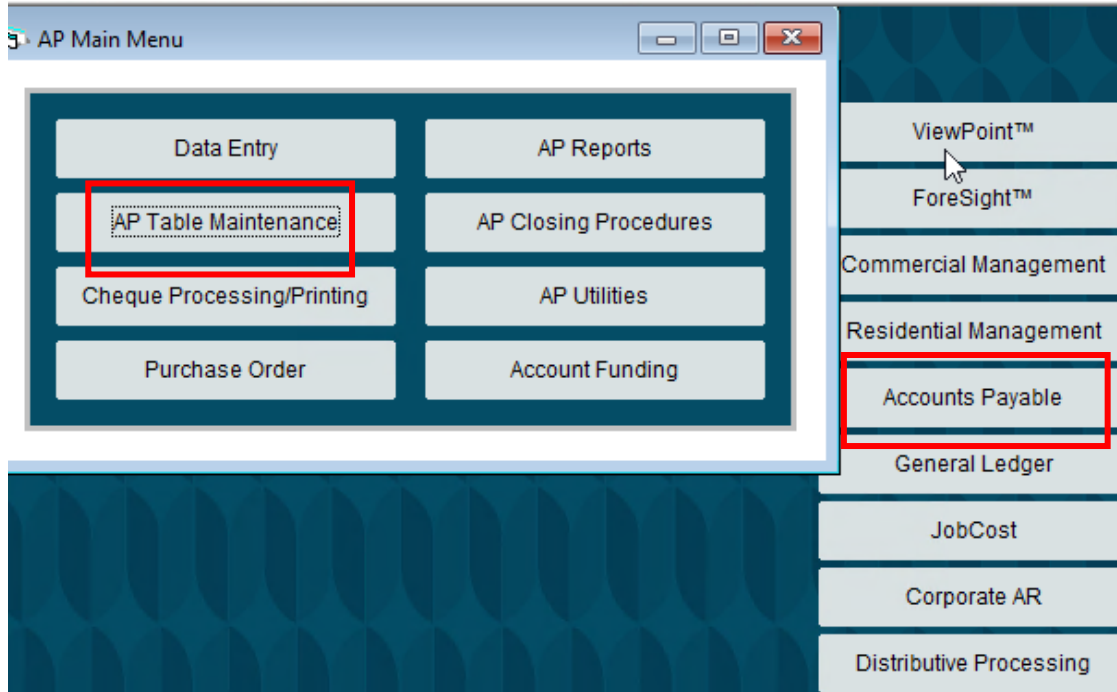 AP Main Menu
Data Entry
AP Reports
AP Table Maintenance
AP Closing Procedures
Cheque Processing/Printing
AP Utilities
Purchase Order
Account Funding
ViewPoint™
ForeSight™
Commercial Management
Residential Management
Accounts Payable
General Ledger
JobCost
Corporate AR
Distributive Processing